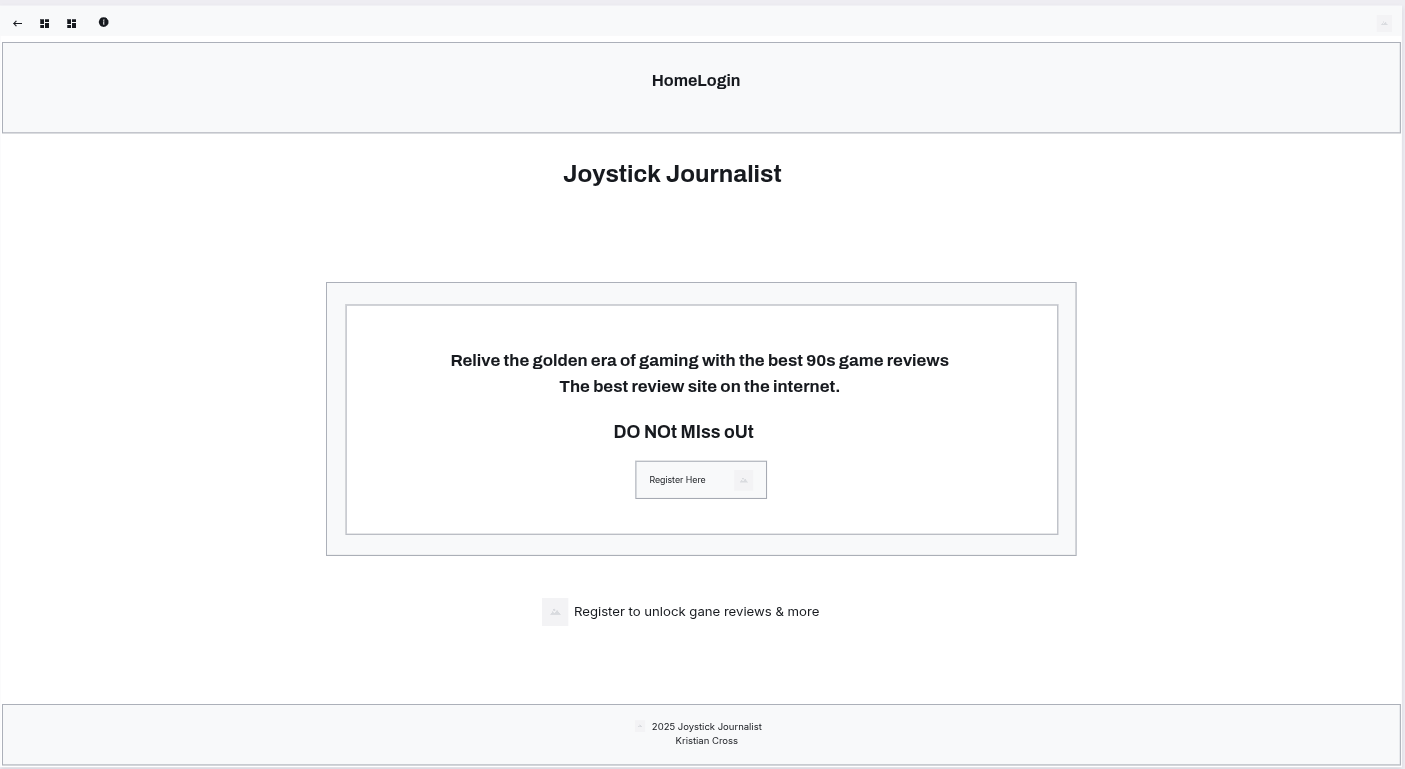 HomeLogin
Joystick Journalist
Relive the golden era of gaming with the best 90s game reviews
The best review site on the internet.
DO NOt MIss oUt
Register Here
Register to unlock gane reviews & more
2025 Joystick Journalist
Kristian Cross